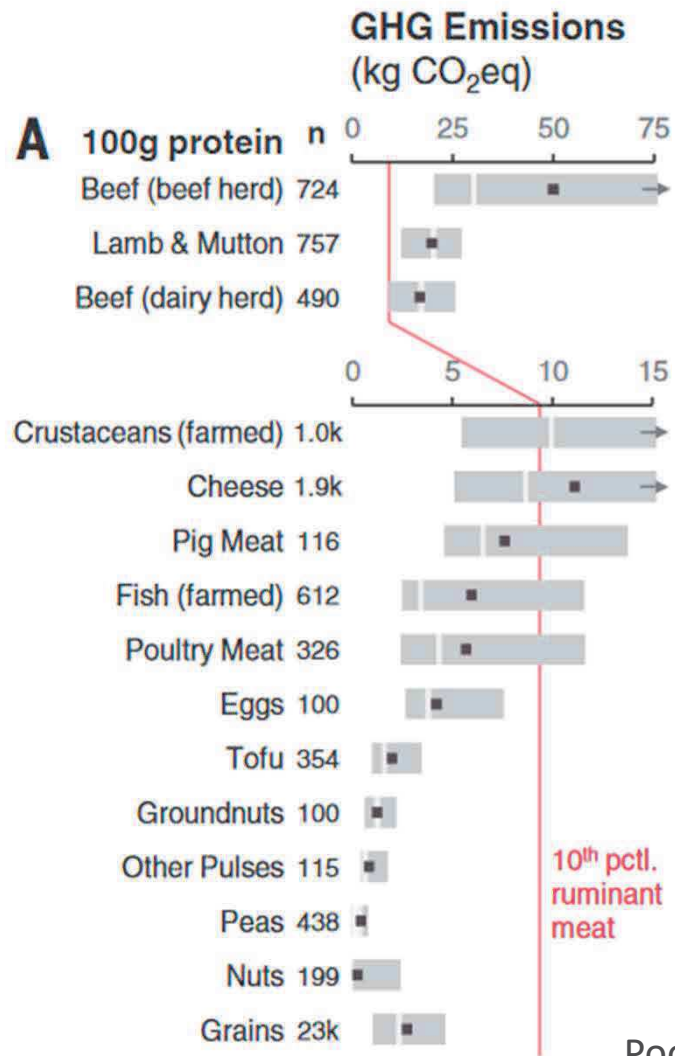 GHG Emissions
(kg CO₂eq)
A 100g protein n 0 25 50 75
Beef (beef herd) 724
Lamb & Mutton 757
Beef (dairy herd) 490
0 5 10 15
Crustaceans (farmed) 1.0k
Cheese 1.9k
Pig Meat 116
Fish (farmed) 612
Poultry Meat 326
Eggs 100
Tofu 354
Groundnuts 100
Other Pulses 115
10th pctl.
ruminant
meat
Peas 438
Nuts 199
Grains 23k